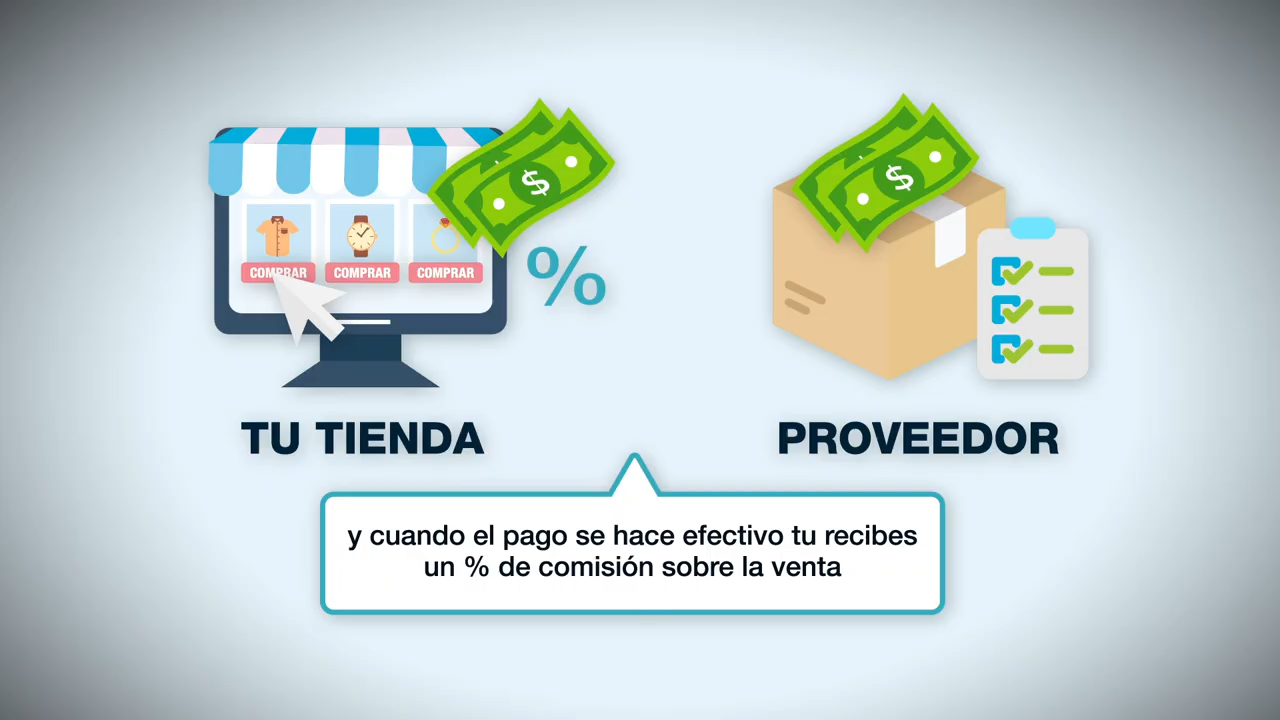 $
$
COMPRAR
COMPRAR
COMPRAR
%
TU TIENDA
PROVEEDOR
y cuando el pago se hace efectivo tu recibes
un % de comisión sobre la venta